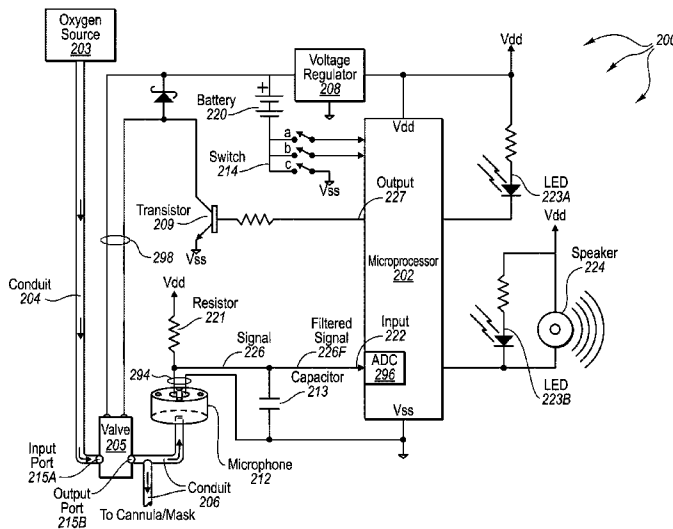 Oxygen
Source
203
Voltage
Regulator
208
Vdd
200
+
Battery
220
Vdd
a
b
c
Switch
214
Vss
LED
223A
Transistor
209
Output
227
Vss
298
Microprocessor
202
Vdd
Speaker
224
Conduit
204
Vdd
Resistor
221
Signal
226
Filtered
Signal
226F
Input
222
ADC
296
294
Capacitor
213
LED
223B
Vss
Valve
205
Input
Port
215A
Microphone
212
Output
Port
215B
Conduit
206
To Cannula/Mask